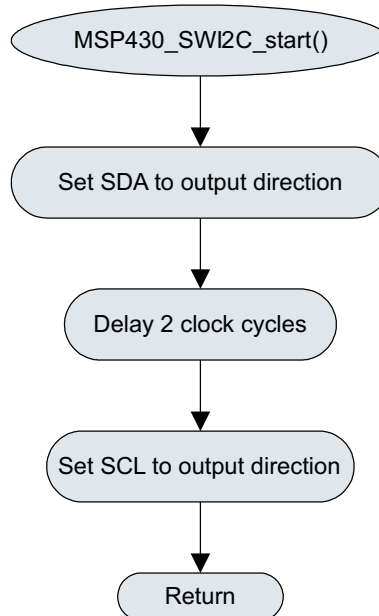 MSP430_SWI2C_start()
Set SDA to output direction
Delay 2 clock cycles
Set SCL to output direction
Return